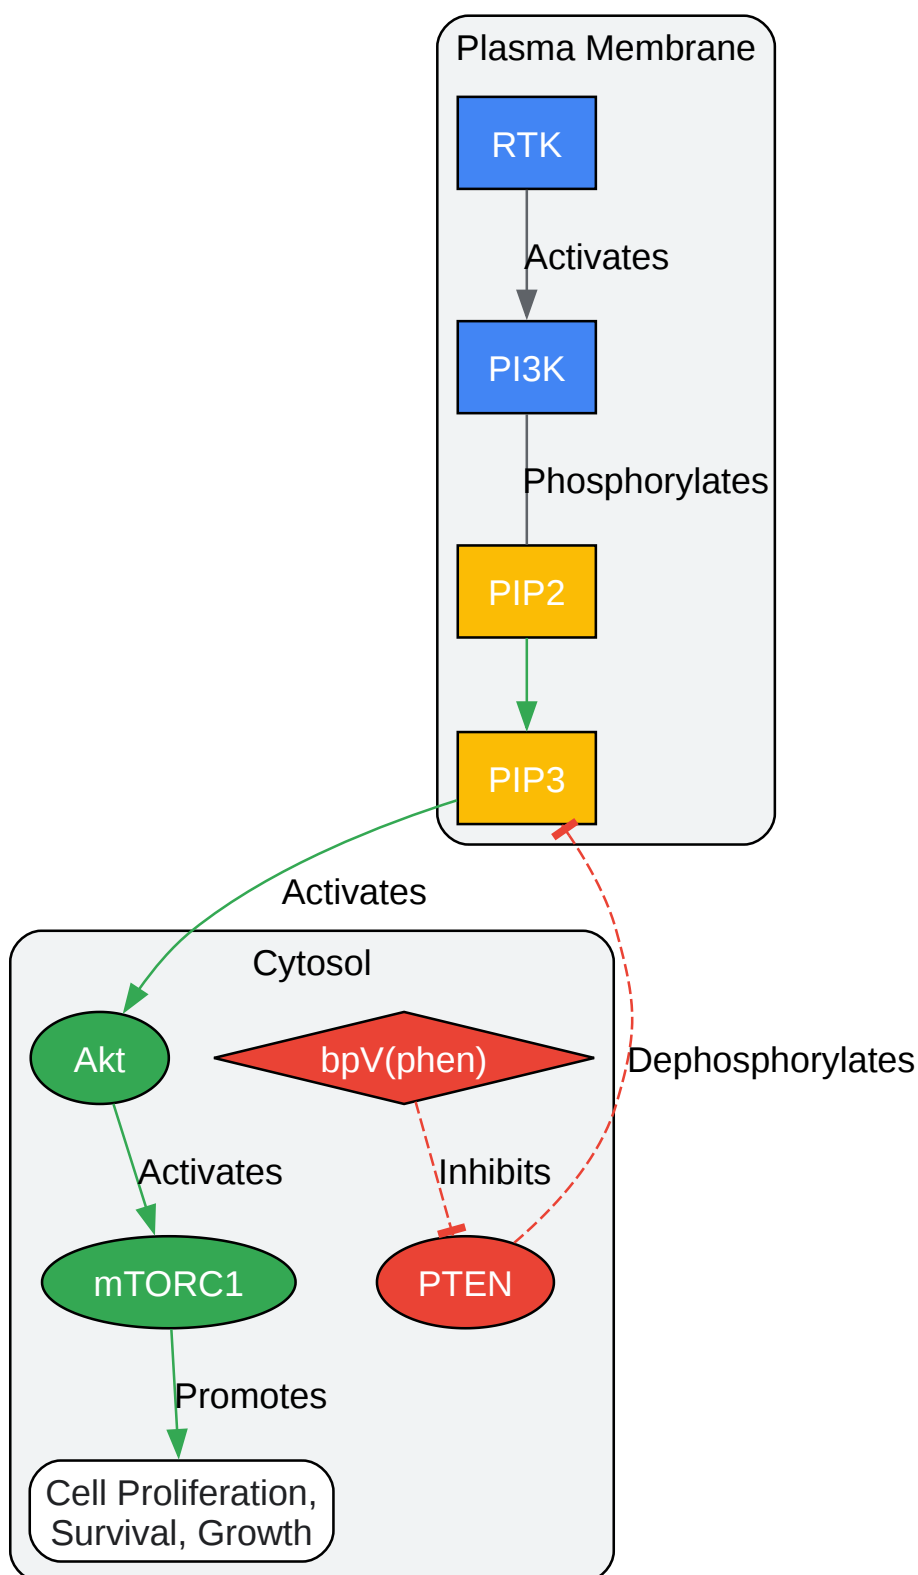 Plasma Membrane
RTK
Activates
PI3K
Phosphorylates
PIP2
PIP3
Activates
Cytosol
Akt
bpV(phen)
Dephosphorylates
Activates
Inhibits
mTORC1
PTEN
Promotes
Cell Proliferation,
Survival, Growth